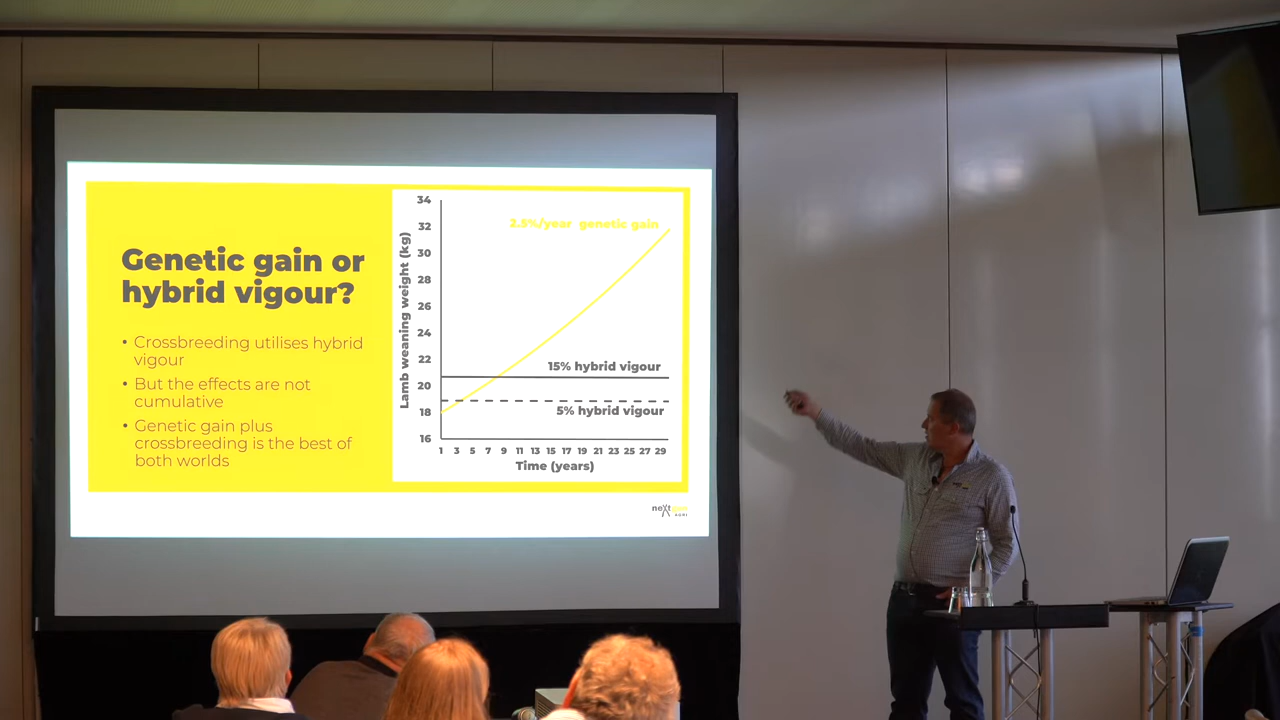 Genetic gain or
hybrid vigour?
• Crossbreeding utilises hybrid
vigour
• But the effects are not
cumulative
• Genetic gain plus
crossbreeding is the best of
both worlds
Lamb weaning weight (kg)
34
32
30
28
26
24
22
20
18
16
2.5%/year genetic gain
15% hybrid vigour
5% hybrid vigour
1 3 5 7 9 11 13 15 17 19 21 23 25 27 29
Time (years)
neXtgen
AGRI